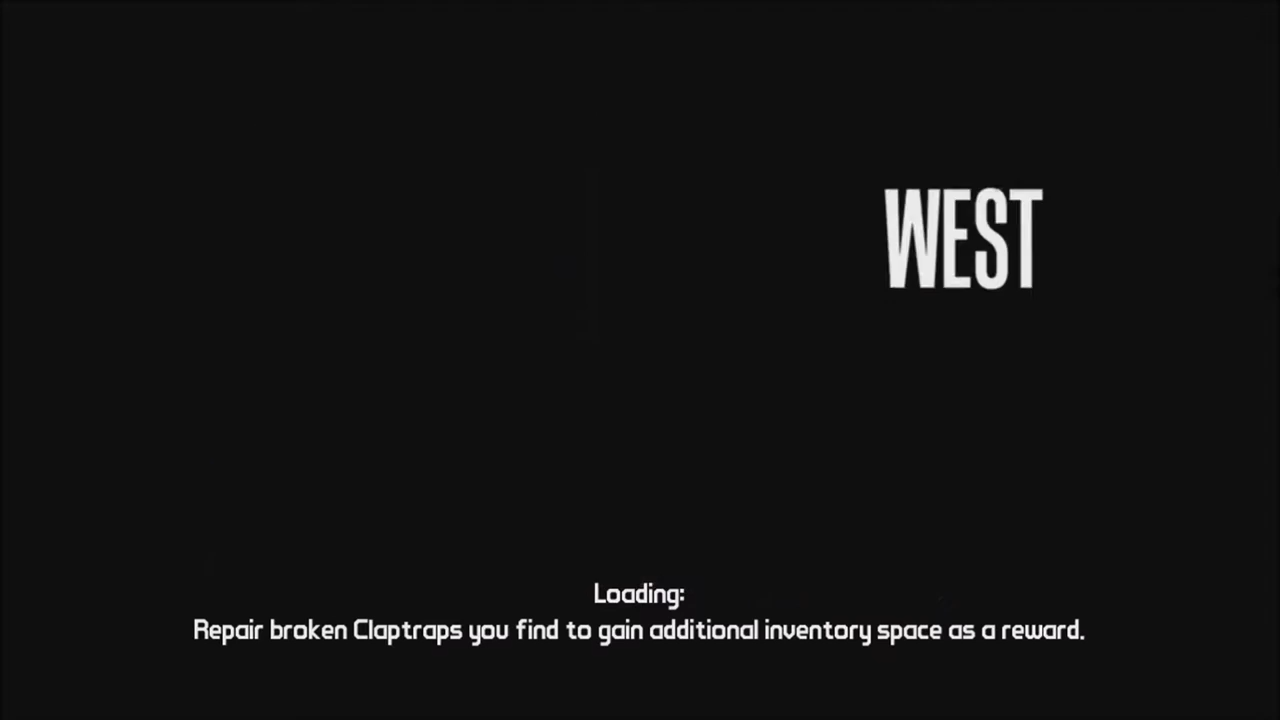 WEST
Loading:
Repair broken Claptraps you find to gain additional inventory space as a reward.